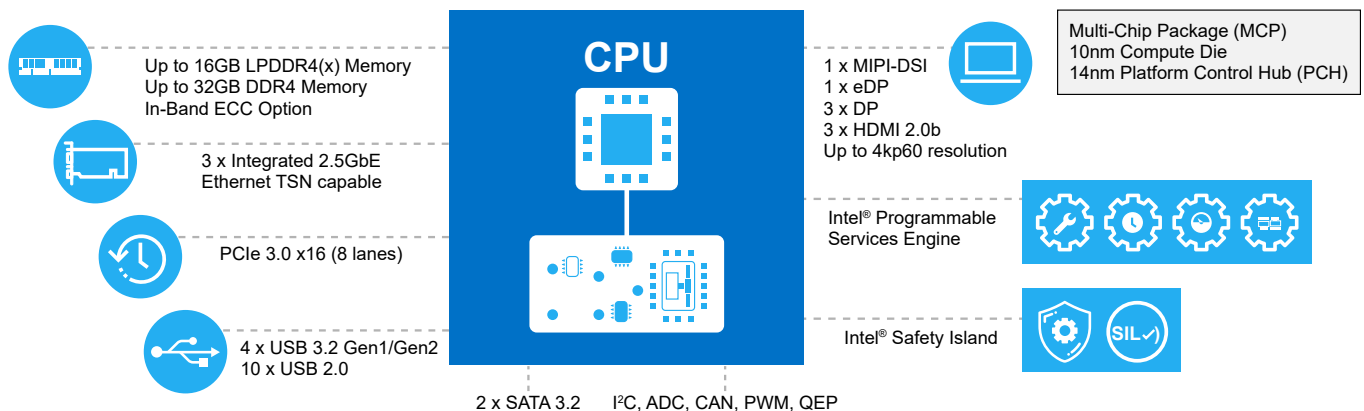 CPU
Up to 16GB LPDDR4(x) Memory
Up to 32GB DDR4 Memory
In-Band ECC Option
3 x Integrated 2.5GbE
Ethernet TSN capable
PCIe 3.0 x16 (8 lanes)
4 x USB 3.2 Gen1/Gen2
10 x USB 2.0
2 x SATA 3.2
I²C, ADC, CAN, PWM, QEP
1 x MIPI-DSI
1 x eDP
3 x DP
3 x HDMI 2.0b
Up to 4kp60 resolution
Multi-Chip Package (MCP)
10nm Compute Die
14nm Platform Control Hub (PCH)
Intel® Programmable
Services Engine
Intel® Safety Island
SIL